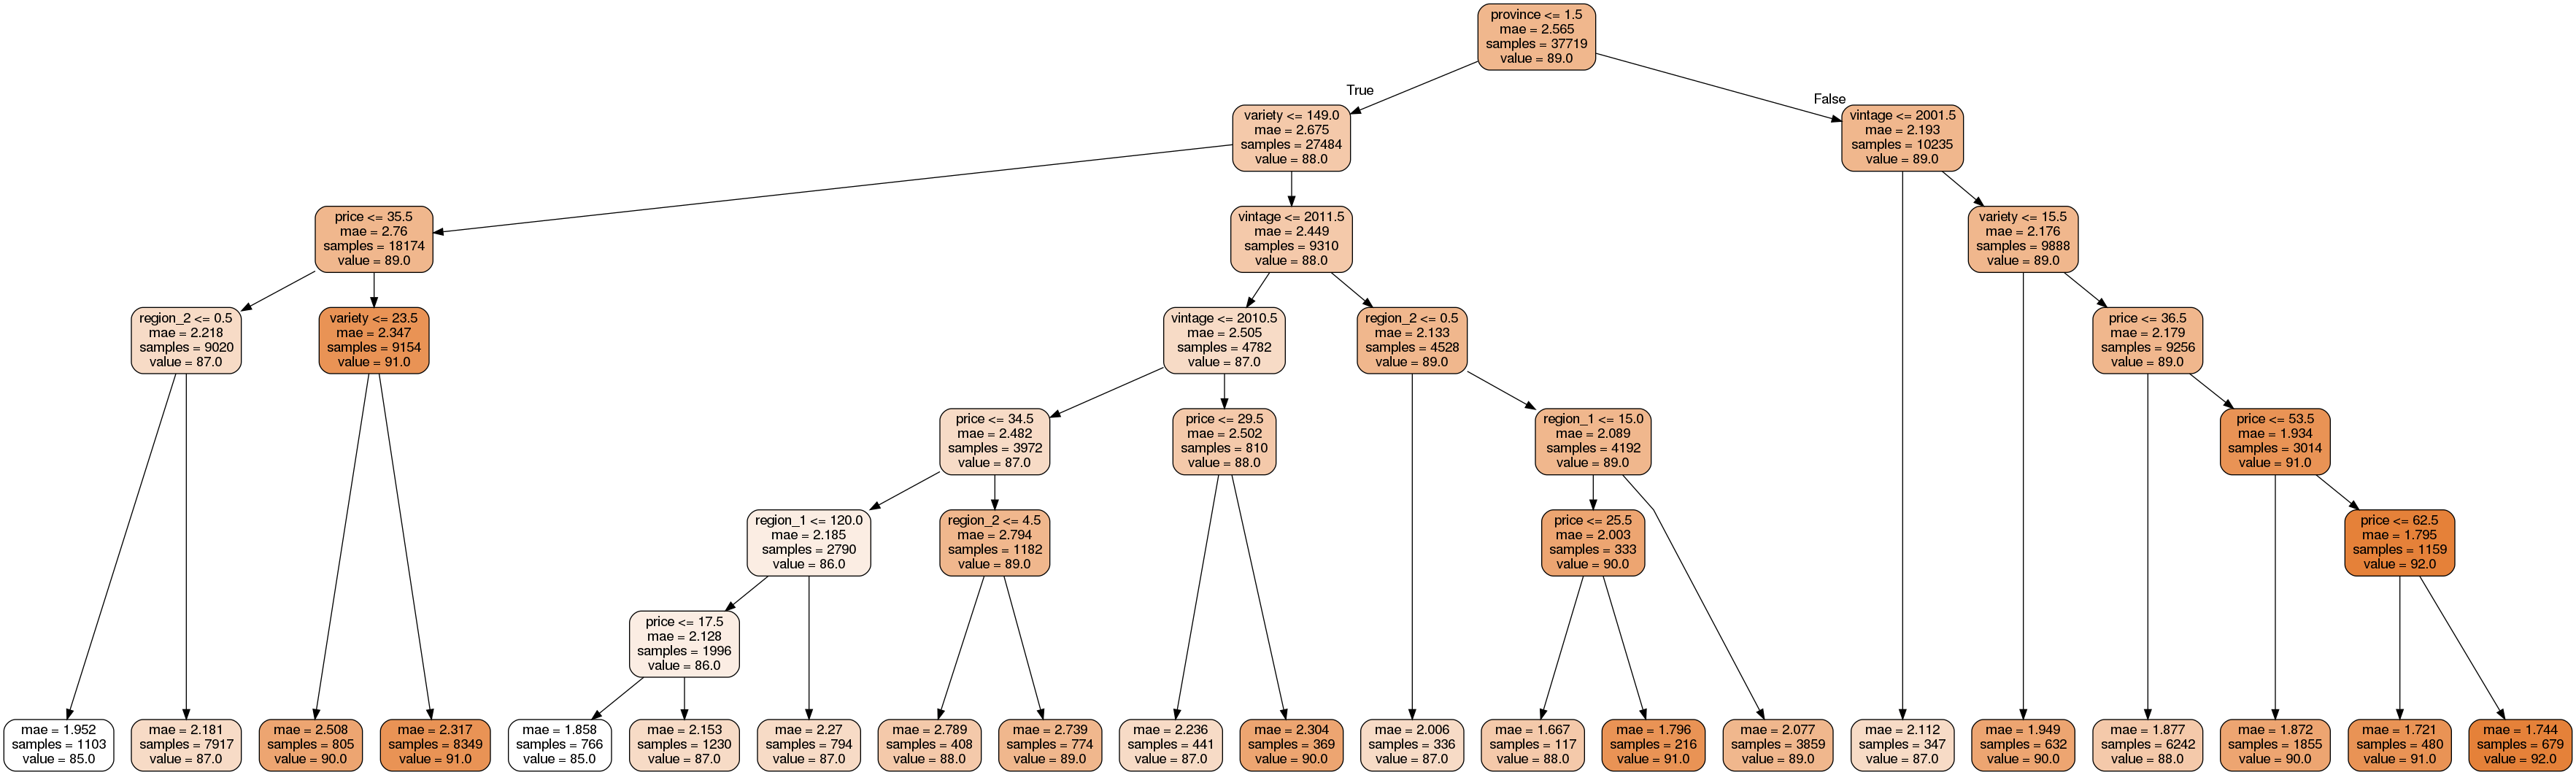 province <= 1.5
mae = 2.565
samples = 37719
value = 89.0
True
False
variety <= 149.0
mae = 2.675
samples = 27484
value = 88.0
vintage <= 2001.5
mae = 2.193
samples = 10235
value = 89.0
price <= 35.5
mae = 2.76
samples = 18174
value = 89.0
vintage <= 2011.5
mae = 2.449
samples = 9310
value = 88.0
variety <= 15.5
mae = 2.176
samples = 9888
value = 89.0
region_2 <= 0.5
mae = 2.218
samples = 9020
value = 87.0
variety <= 23.5
mae = 2.347
samples = 9154
value = 91.0
vintage <= 2010.5
mae = 2.505
samples = 4782
value = 87.0
region_2 <= 0.5
mae = 2.133
samples = 4528
value = 89.0
price <= 36.5
mae = 2.179
samples = 9256
value = 89.0
price <= 34.5
mae = 2.482
samples = 3972
value = 87.0
price <= 29.5
mae = 2.502
samples = 810
value = 88.0
region_1 <= 15.0
mae = 2.089
samples = 4192
value = 89.0
price <= 53.5
mae = 1.934
samples = 3014
value = 91.0
region_1 <= 120.0
mae = 2.185
samples = 2790
value = 86.0
region_2 <= 4.5
mae = 2.794
samples = 1182
value = 89.0
price <= 25.5
mae = 2.003
samples = 333
value = 90.0
price <= 62.5
mae = 1.795
samples = 1159
value = 92.0
price <= 17.5
mae = 2.128
samples = 1996
value = 86.0
mae = 1.952
samples = 1103
value = 85.0
mae = 2.181
samples = 7917
value = 87.0
mae = 2.508
samples = 805
value = 90.0
mae = 2.317
samples = 8349
value = 91.0
mae = 1.858
samples = 766
value = 85.0
mae = 2.153
samples = 1230
value = 87.0
mae = 2.27
samples = 794
value = 87.0
mae = 2.789
samples = 408
value = 88.0
mae = 2.739
samples = 774
value = 89.0
mae = 2.236
samples = 441
value = 87.0
mae = 2.304
samples = 369
value = 90.0
mae = 2.006
samples = 336
value = 87.0
mae = 1.667
samples = 117
value = 88.0
mae = 1.796
samples = 216
value = 91.0
mae = 2.077
samples = 3859
value = 89.0
mae = 2.112
samples = 347
value = 87.0
mae = 1.949
samples = 632
value = 90.0
mae = 1.877
samples = 6242
value = 88.0
mae = 1.872
samples = 1855
value = 90.0
mae = 1.721
samples = 480
value = 91.0
mae = 1.744
samples = 679
value = 92.0